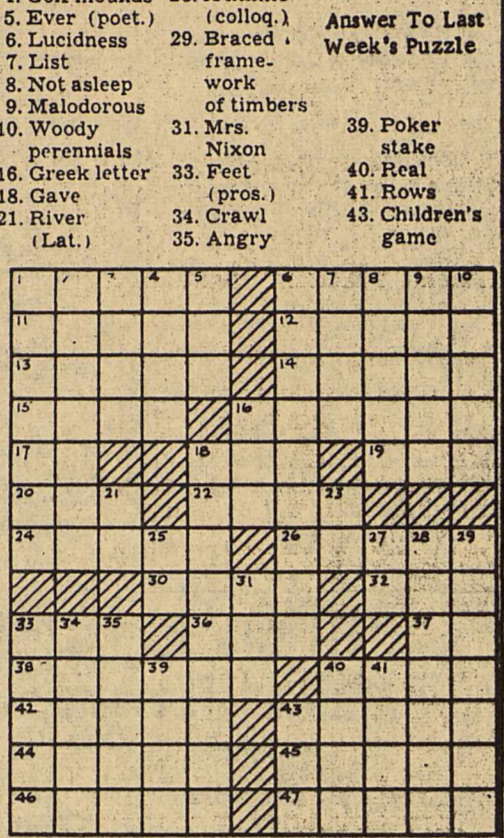 5. Ever (poet.)
6. Lucidness
7. List
8. Not asleep
9. Malodorous
10. Woody
perennials
16. Greek letter
18. Gave
21. River
(Lat.)
(colloq.)
29. Braced
frame-
work
of timbers
31. Mrs.
Nixon
33. Feet
(pros.)
34. Crawl
35. Angry
Answer To Last
Week's Puzzle
39. Poker
stake
40. Real
41. Rows
43. Children's
game
1 4 5 6 7 8 9 10
11 12
13 14
15 16
17 18 19
20 21 22 23
24 25 26 27 28 29
30 31 32
33 34 35 36 37
38 39 40 41
42 43
44 45
46 47